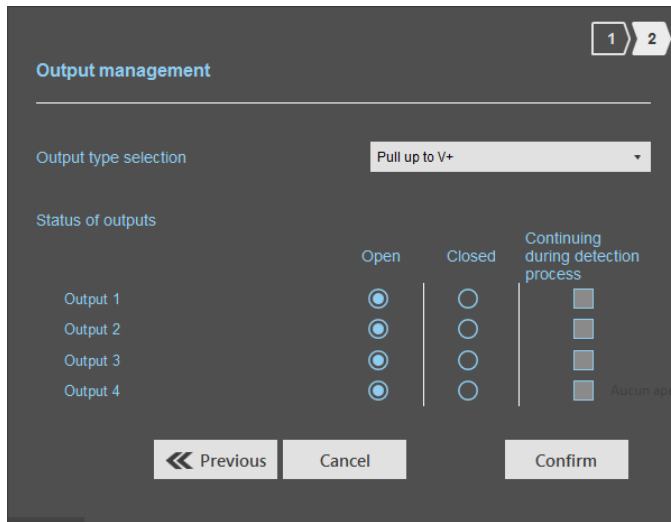 1 2
Output management
Output type selection Pull up to V+
Status of outputs
Open Closed Continuing during detection process
Output 1
Output 2
Output 3
Output 4 Aucun ape
Previous Cancel Confirm